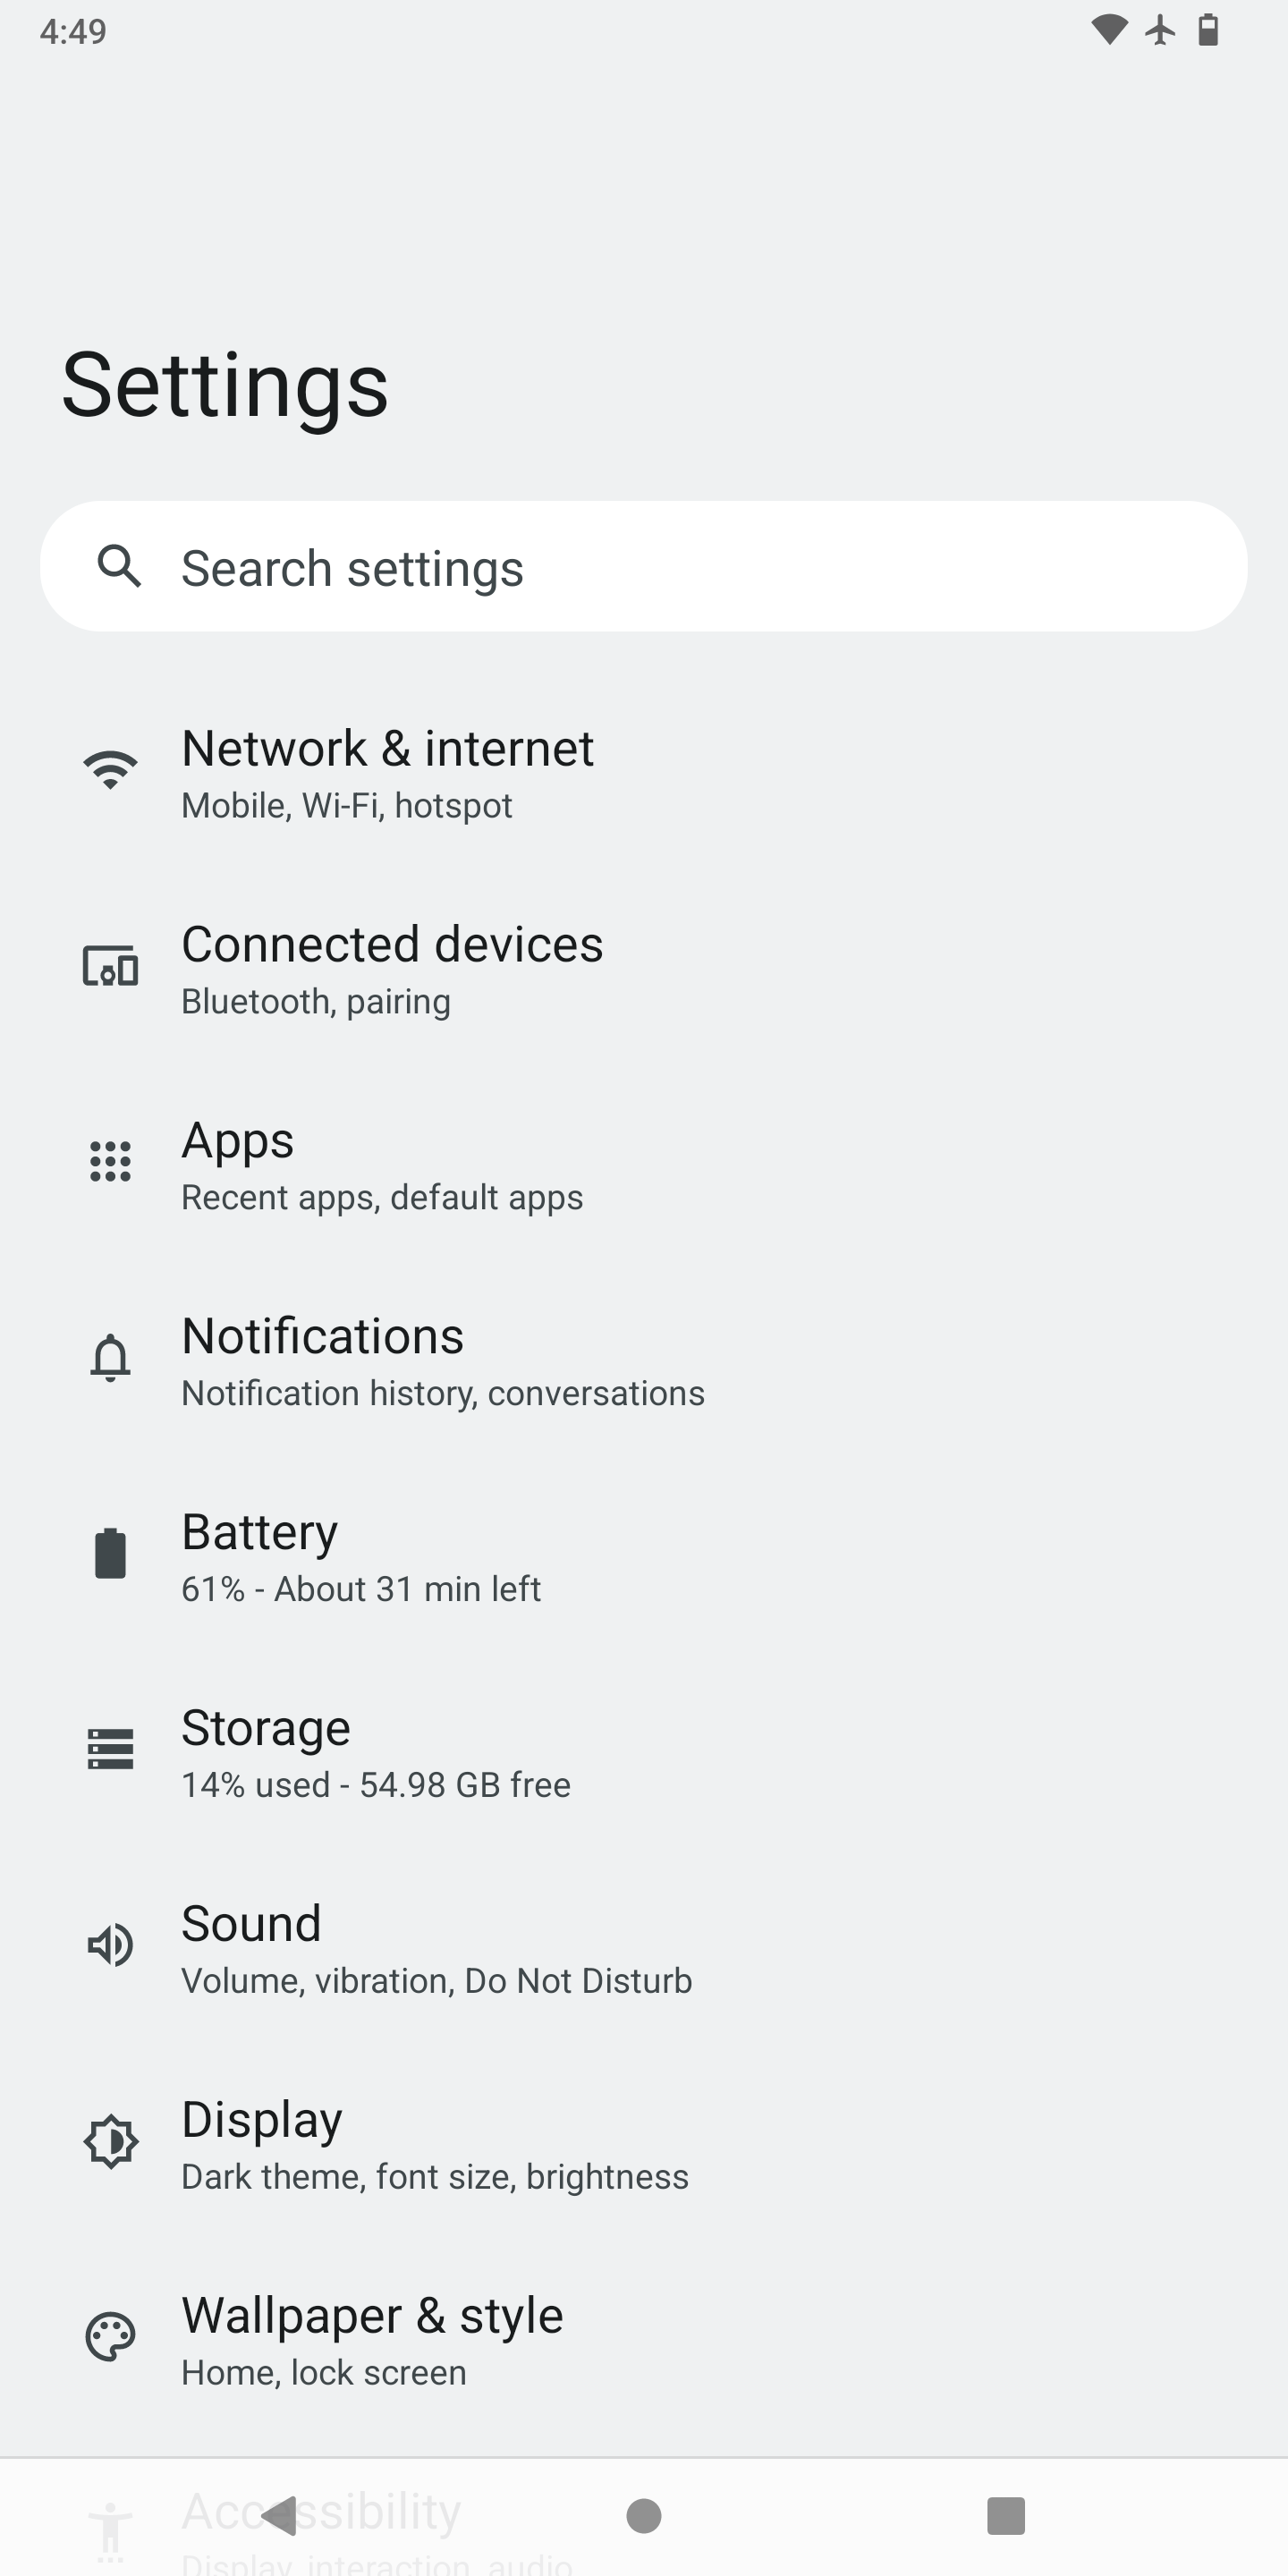 4:49
Settings
Search settings
Network & internet
Mobile, Wi-Fi, hotspot
Connected devices
Bluetooth, pairing
Apps
Recent apps, default apps
Notifications
Notification history, conversations
Battery
61% - About 31 min left
Storage
14% used - 54.98 GB free
Sound
Volume, vibration, Do Not Disturb
Display
Dark theme, font size, brightness
Wallpaper & style
Home, lock screen
Accessibility
Display, interaction, audio